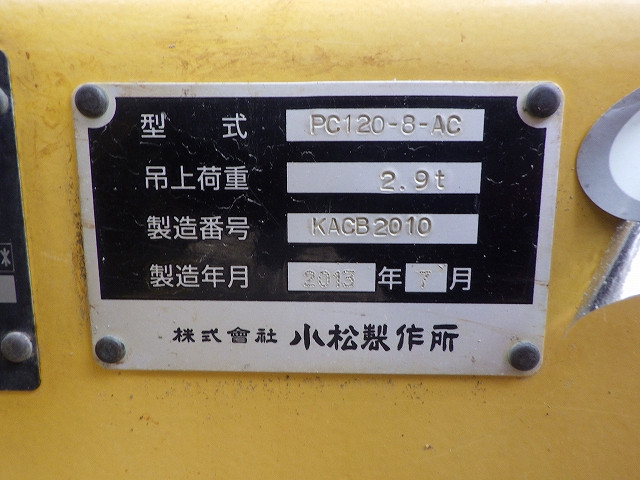 型式 PC120-8-AC
吊上荷重 2.9t
製造番号 KACB2010
製造年月 2013年7月
株式會社 小松製作所